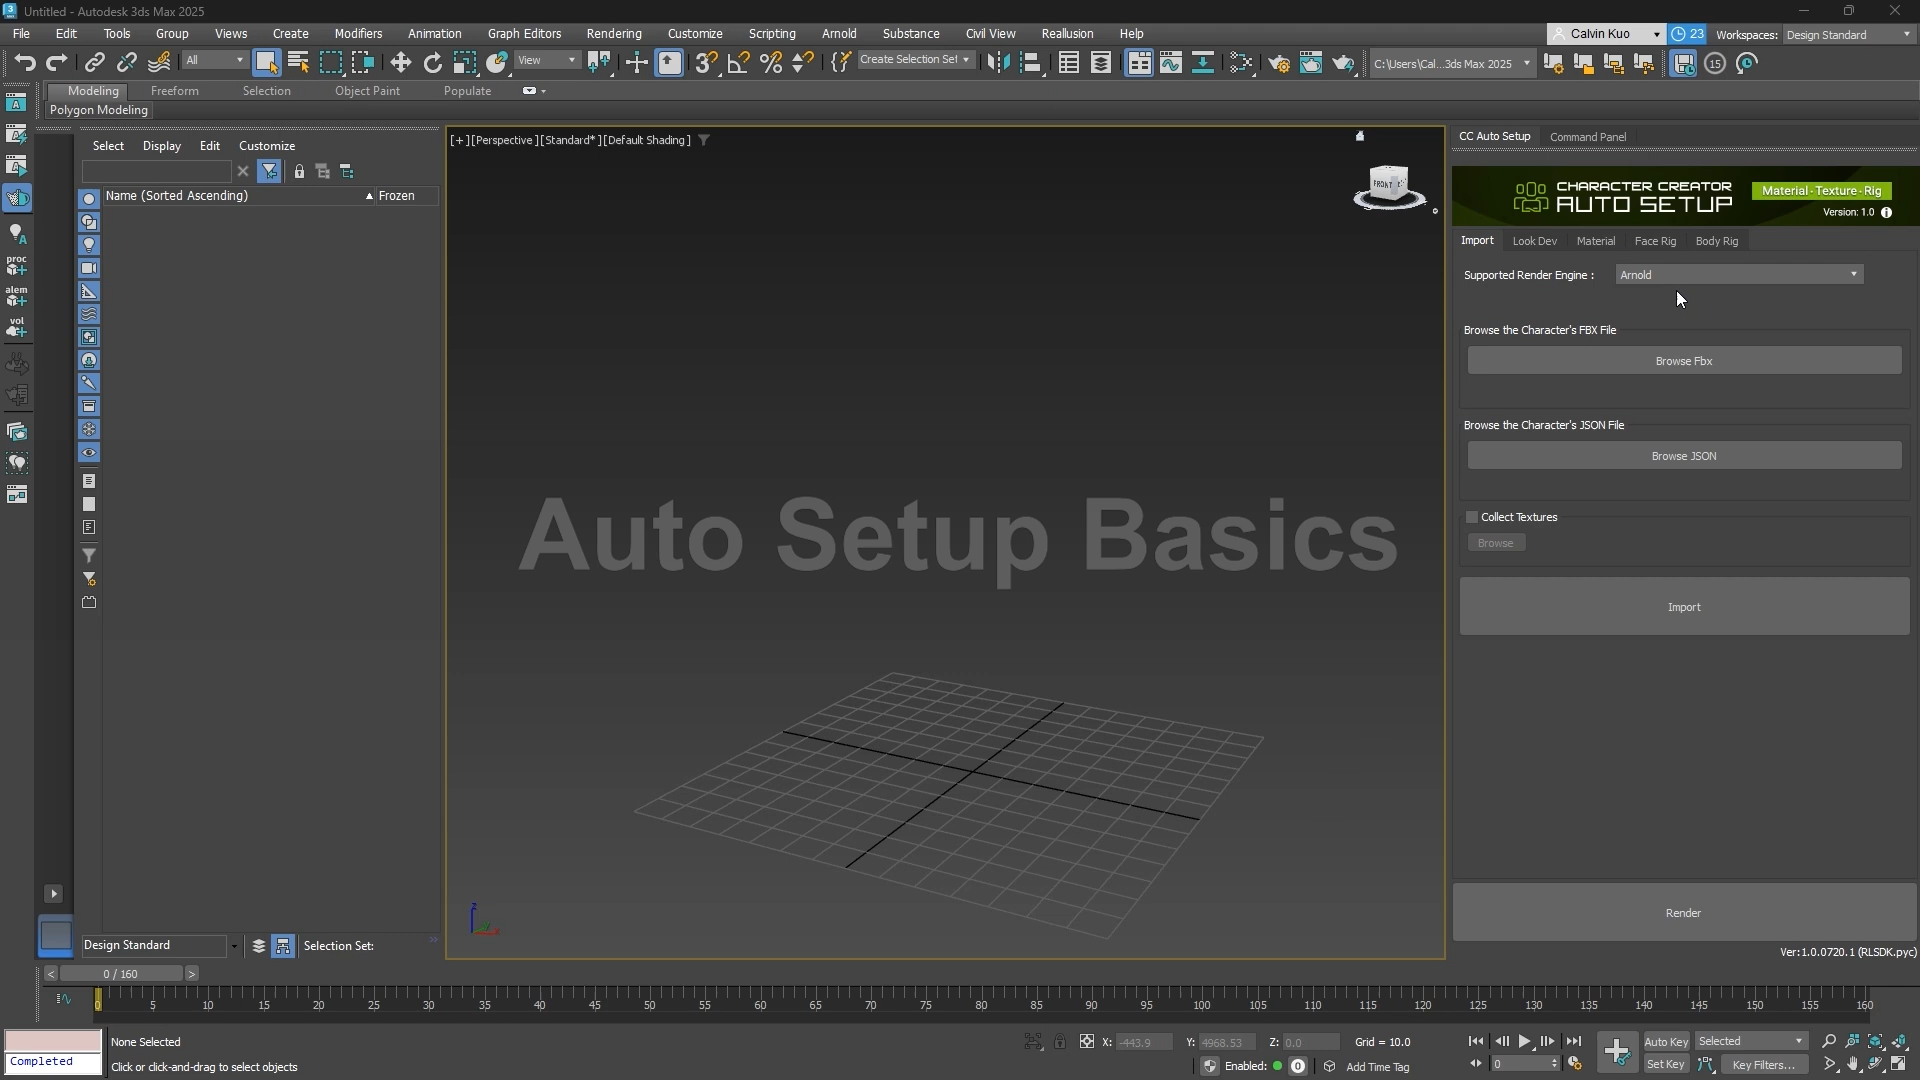 Untitled - Autodesk 3ds Max 2025
File Edit Tools Group Views Create Modifiers Animation Graph Editors Rendering Customize Scripting Arnold Substance Civil View Reallusion Help
Calvin Kuo 23 Workspaces: Design Standard
All View Create Selection Set C:\Users\Cal...3ds Max 2025 15
Modeling Freeform Selection Object Paint Populate
Polygon Modeling
Select Display Edit Customize
Name (Sorted Ascending) Frozen
proc
alem
vol
[+][Perspective][Standard*][Default Shading]
FRONT
CC Auto Setup Command Panel
CHARACTER CREATOR
AUTO SETUP
Material·Texture·Rig
Version: 1.0
Import Look Dev Material Face Rig Body Rig
Supported Render Engine : Arnold
Browse the Character's FBX File
Browse Fbx
Browse the Character's JSON File
Browse JSON
Collect Textures
Browse
Import
Auto Setup Basics
Render
Ver:1.0.0720.1 (RLSDK.pyc)
Design Standard Selection Set:
z
x
< 0 / 160 >
0 5 10 15 20 25 30 35 40 45 50 55 60 65 70 75 80 85 90 95 100 105 110 115 120 125 130 135 140 145 150 155 160
None Selected X: -443.9 Y: 4968.53 Z: 0.0 Grid = 10.0 Auto Key Selected
Completed
Click or click-and-drag to select objects Enabled: 0 Add Time Tag 0 Set Key Key Filters...